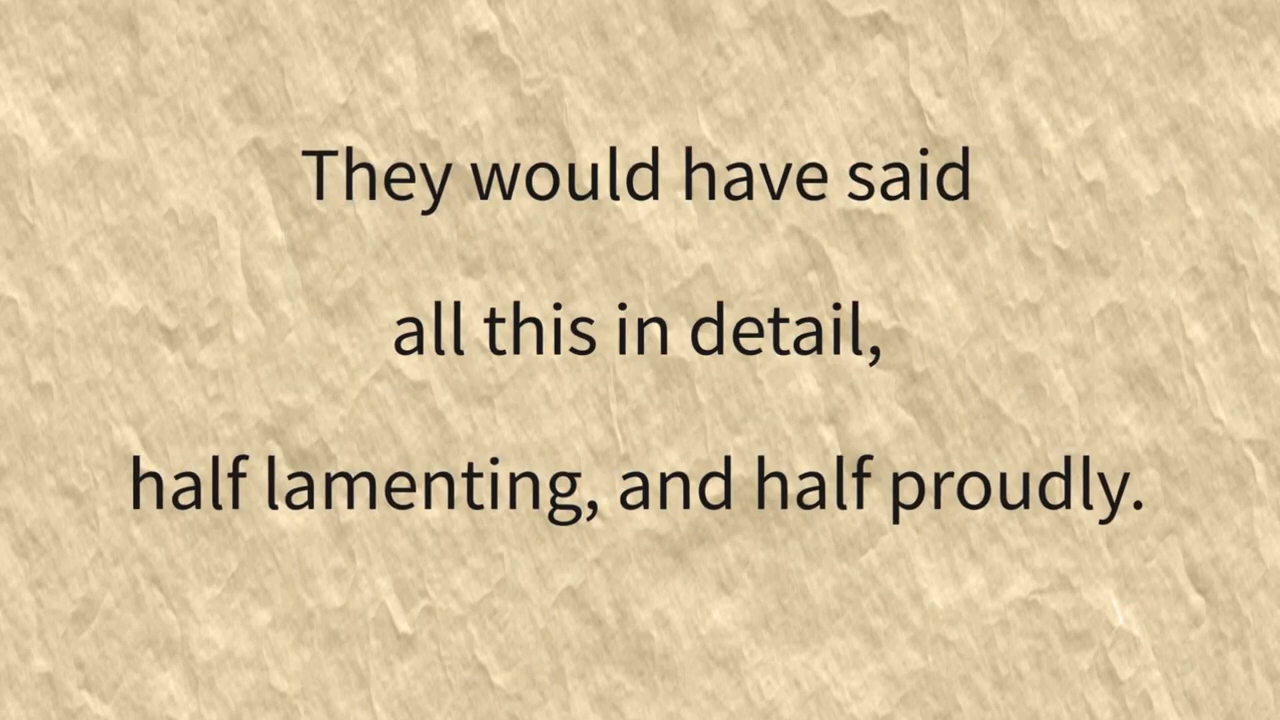 They would have said
all this in detail,
half lamenting, and half proudly.